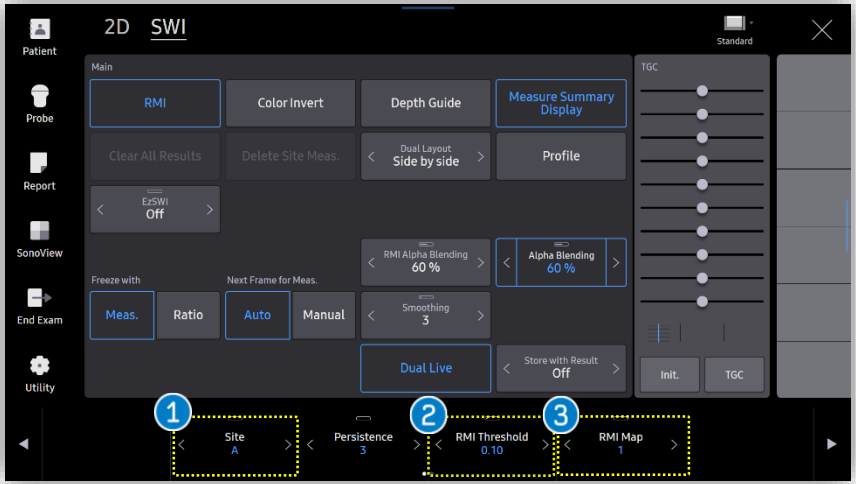 2D
SWI
Standard
Patient
Probe
Report
SonoView
End Exam
Utility
Main
RMI
Color Invert
Depth Guide
Measure Summary
Display
Clear All Results
Delete Site Meas.
Dual Layout
Side by side
Profile
EzSWI
Off
RMI Alpha Blending
60 %
Alpha Blending
60 %
Freeze with
Next Frame for Meas.
Meas.
Ratio
Auto
Manual
Smoothing
3
Dual Live
Store with Result
Off
TGC
Init.
TGC
1
Site
A
Persistence
3
2
RMI Threshold
0.10
3
RMI Map
1